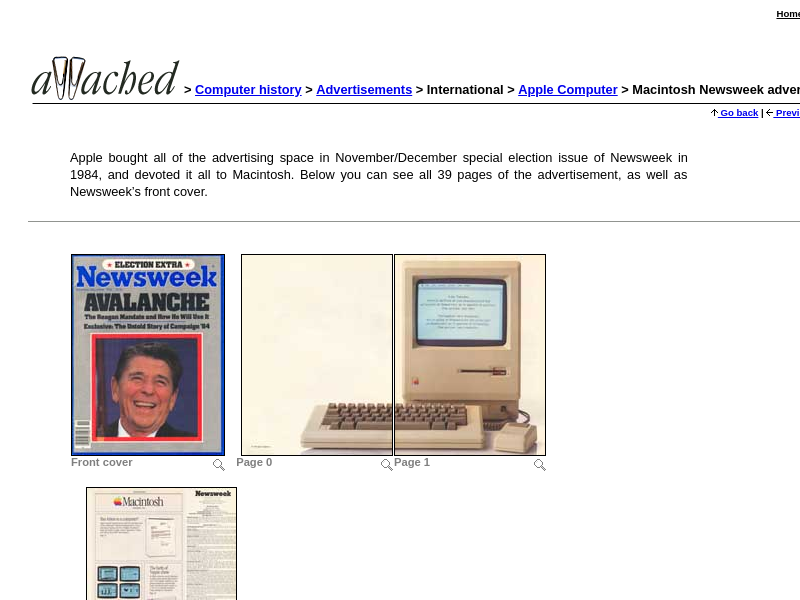 Home
attached > Computer history > Advertisements > International > Apple Computer > Macintosh Newsweek adver
Go back | Previ
Apple bought all of the advertising space in November/December special election issue of Newsweek in
1984, and devoted it all to Macintosh. Below you can see all 39 pages of the advertisement, as well as
Newsweek's front cover.
ELECTION EXTRA
Newsweek
AVALANCHE
The Reagan Mandate and How He Will Use It
Exclusive: The Untold Story of Campaign '84
Front cover
Page 0
Page 1
Macintosh
Newsweek